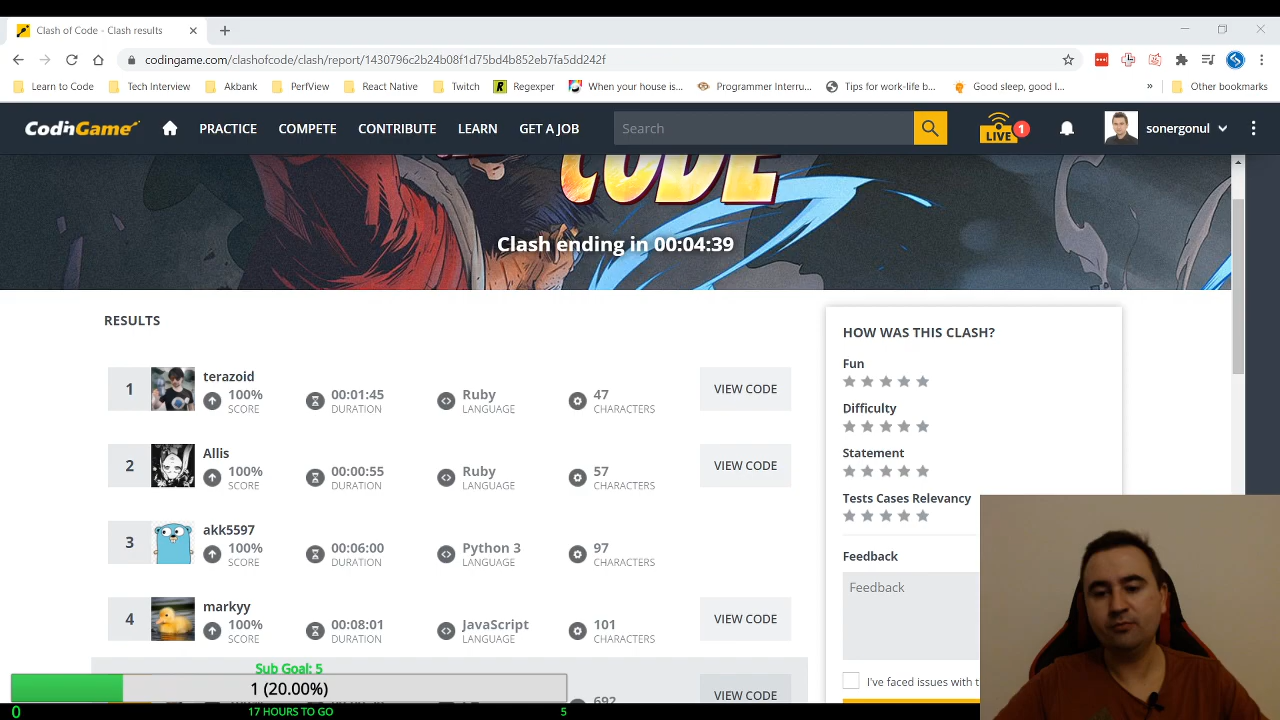 Clash of Code - Clash results
codingame.com/clashofcode/clash/report/1430736c2b04b08f1d75bd4b852eb7fa5dd242f
Learn to Code Tech Interview Akbank PerfView React Native Twitch Regexper When your house is... Programmer Interru... Tips for work-life b... Good sleep, good l... » Other bookmarks
CodinGame PRACTICE COMPETE CONTRIBUTE LEARN GET A JOB Search LIVE 1 sonergonul
CODE
Clash ending in 00:04:39
RESULTS
HOW WAS THIS CLASH?
Fun
Difficulty
Statement
Tests Cases Relevancy
Feedback
Feedback
I've faced issues with t
1 terazoid
100% 00:01:45 Ruby 47 VIEW CODE
SCORE DURATION LANGUAGE CHARACTERS
2 Allis
100% 00:00:55 Ruby 57 VIEW CODE
SCORE DURATION LANGUAGE CHARACTERS
3 akk5597
100% 00:06:00 Python 3 97
SCORE DURATION LANGUAGE CHARACTERS
4 markyy
100% 00:08:01 JavaScript 101 VIEW CODE
SCORE DURATION LANGUAGE CHARACTERS
692 VIEW CODE
Sub Goal: 5
1 (20.00%)
0 17 HOURS TO GO 5